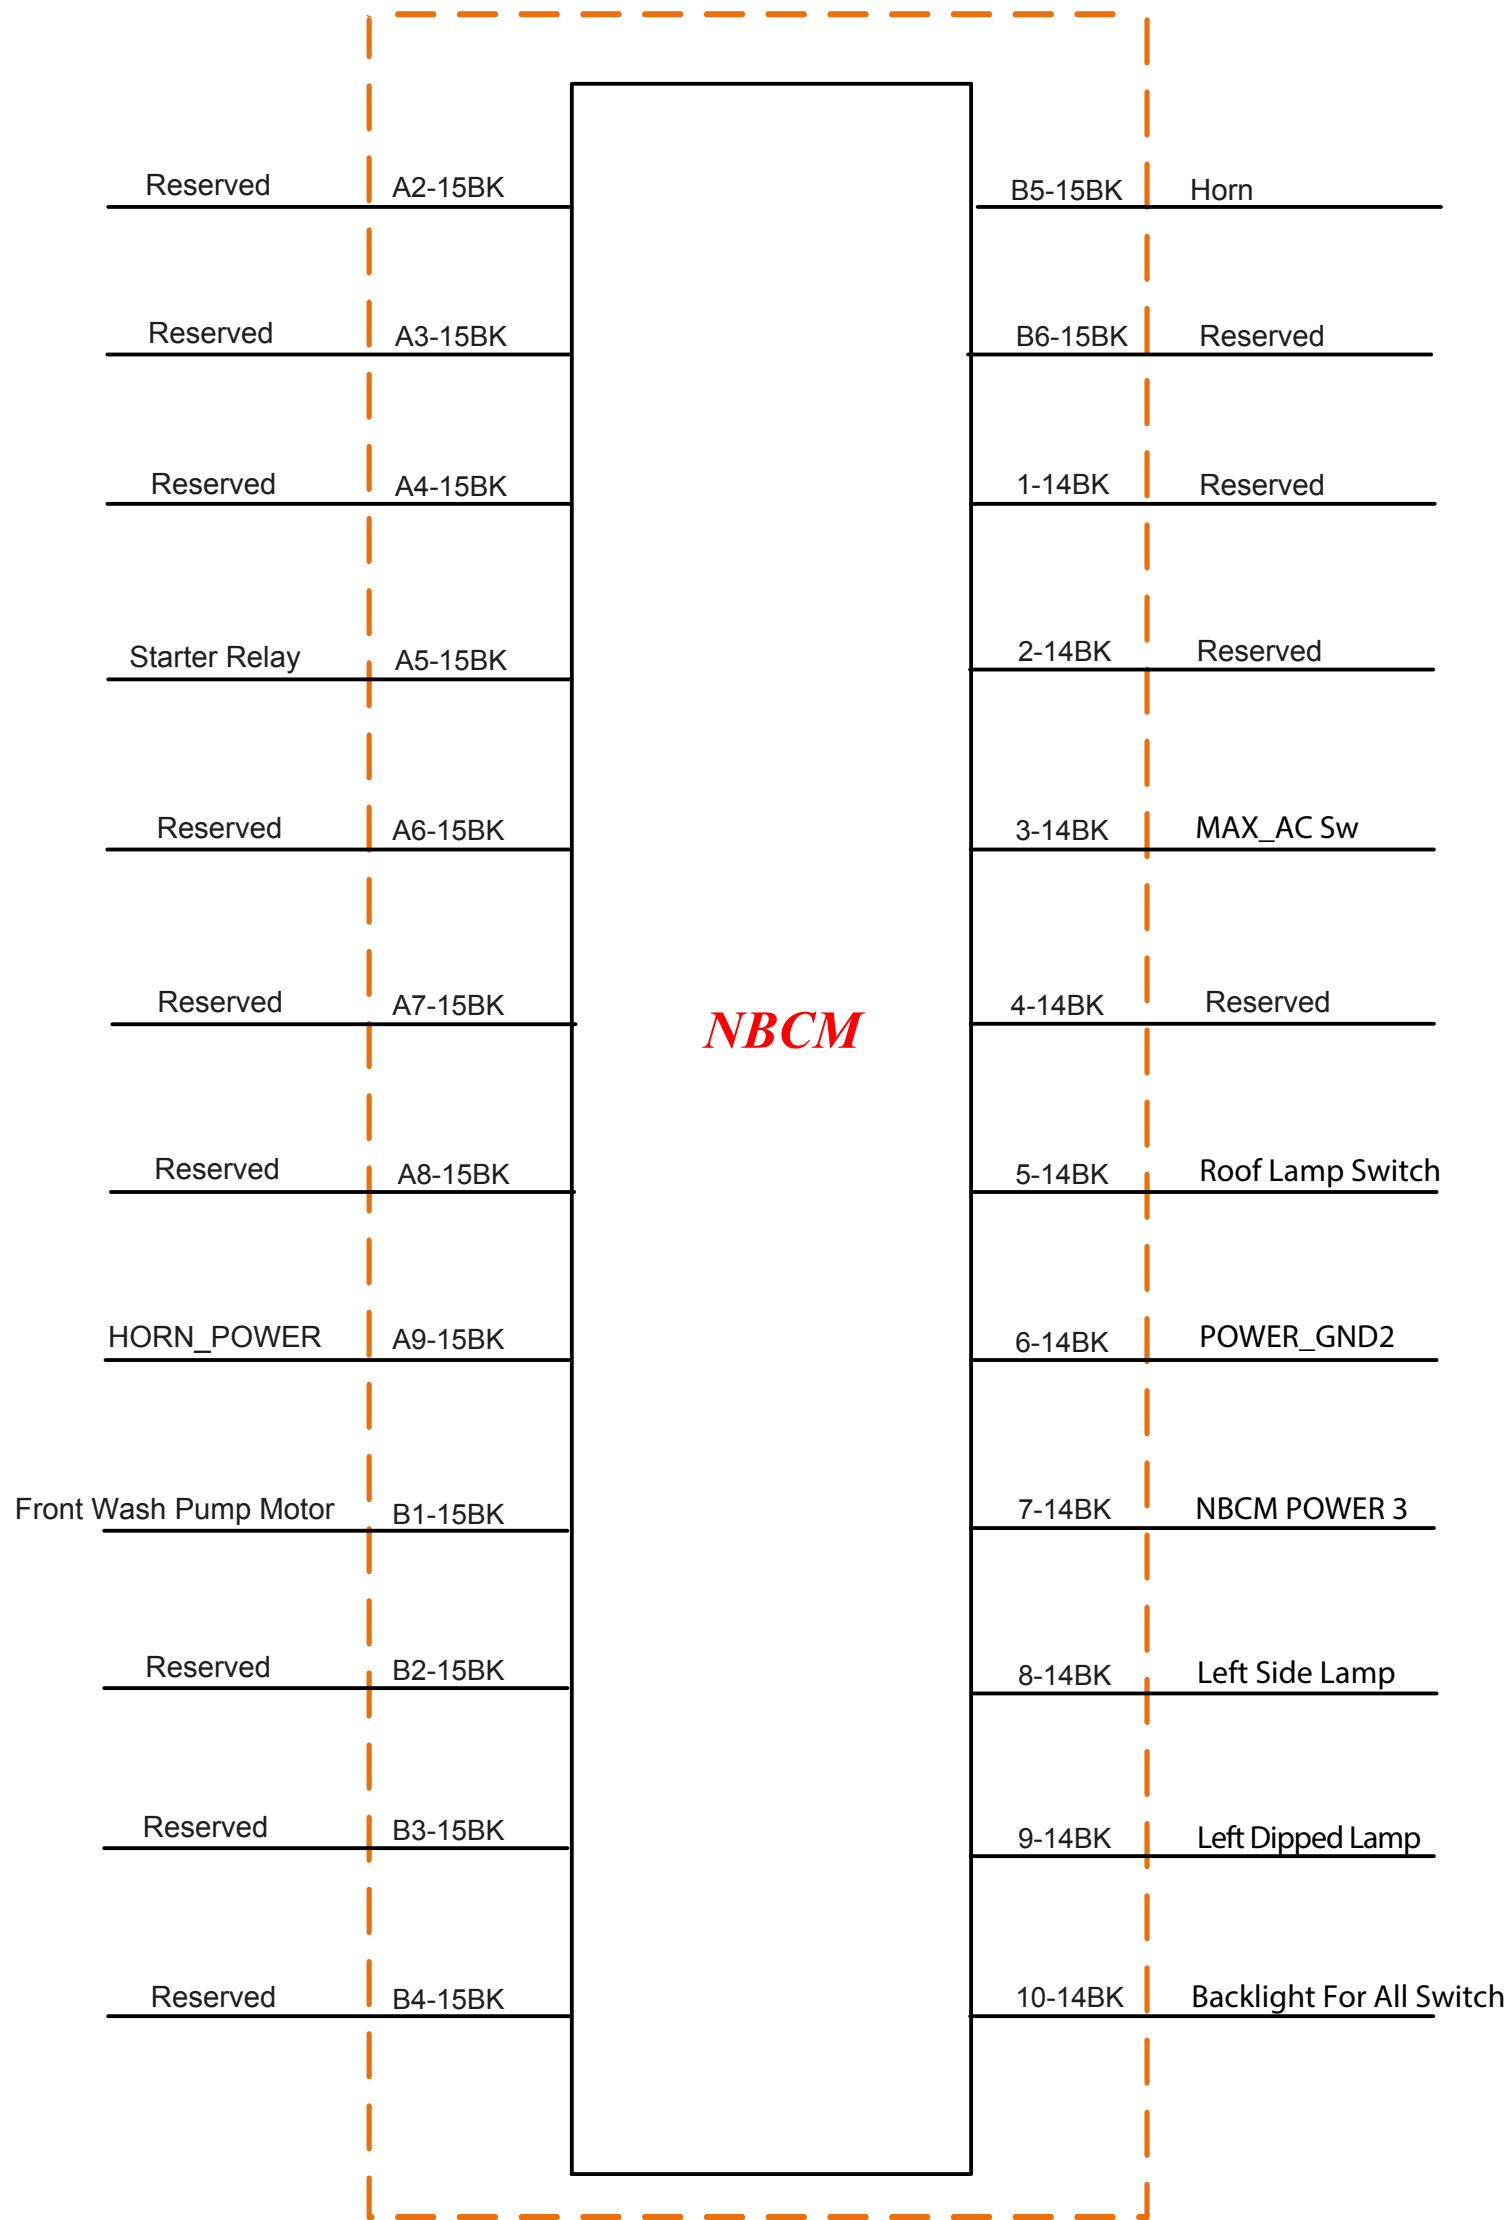 Reserved A2-15BK B5-15BK Horn
Reserved A3-15BK B6-15BK Reserved
Reserved A4-15BK 1-14BK Reserved
Starter Relay A5-15BK 2-14BK Reserved
Reserved A6-15BK 3-14BK MAX_AC Sw
Reserved A7-15BK NBCM 4-14BK Reserved
Reserved A8-15BK 5-14BK Roof Lamp Switch
HORN_POWER A9-15BK 6-14BK POWER_GND2
Front Wash Pump Motor B1-15BK 7-14BK NBCM POWER 3
Reserved B2-15BK 8-14BK Left Side Lamp
Reserved B3-15BK 9-14BK Left Dipped Lamp
Reserved B4-15BK 10-14BK Backlight For All Switch